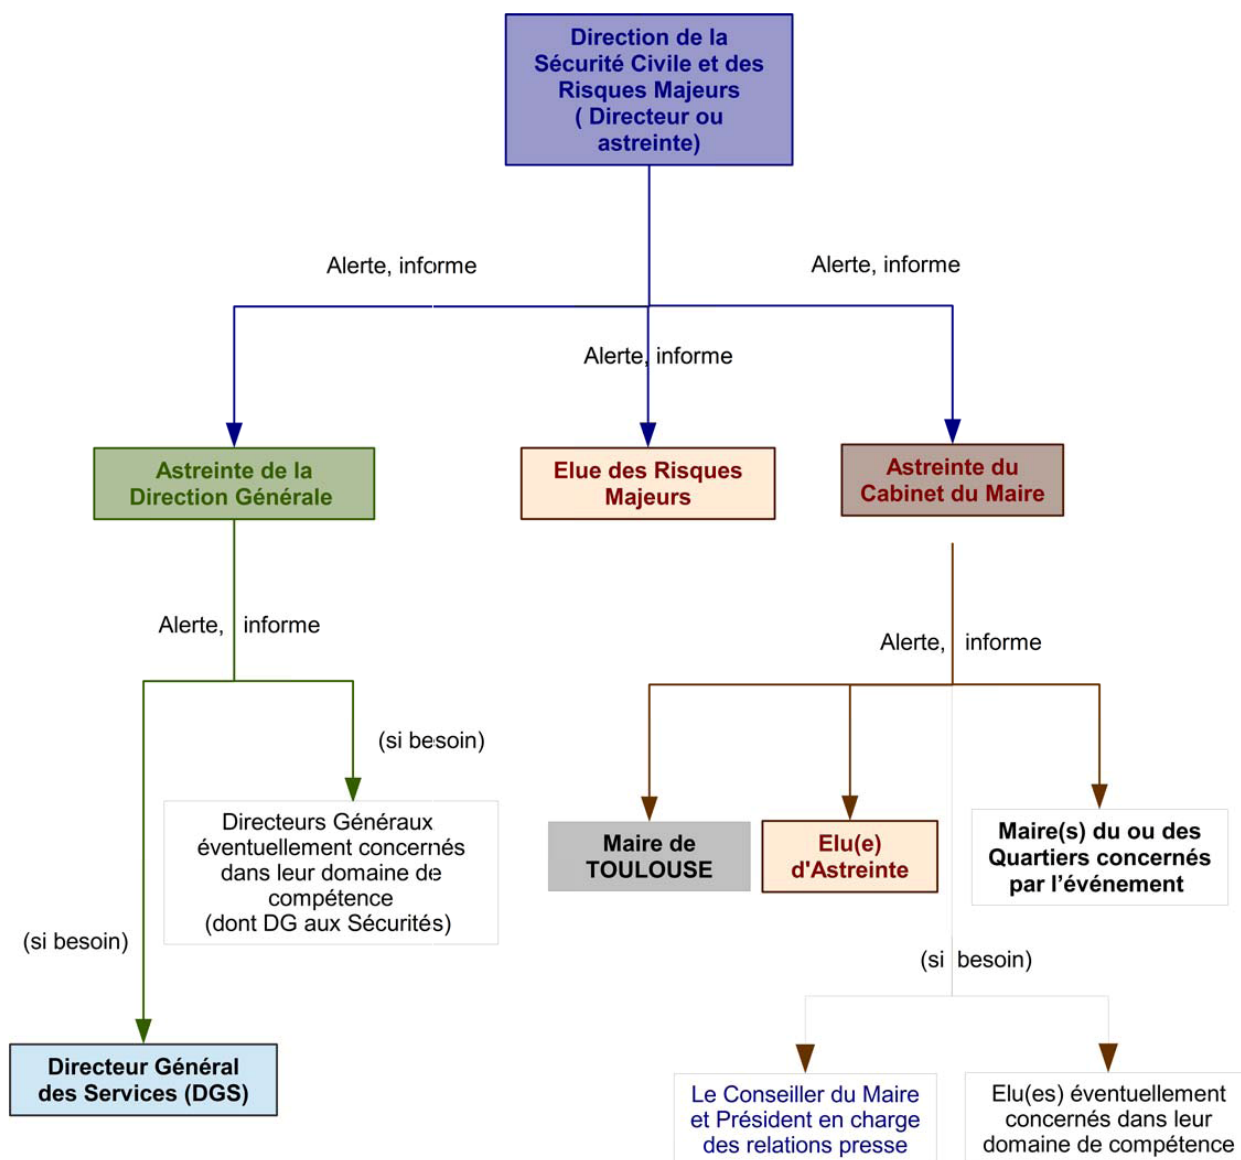 Direction de la
Sécurité Civile et des
Risques Majeurs
( Directeur ou
astreinte)
Alerte, informe
Alerte, informe
Alerte, informe
Astreinte de la
Direction Générale
Elue des Risques
Majeurs
Astreinte du
Cabinet du Maire
Alerte, informe
Alerte, informe
(si besoin)
(si besoin)
Directeurs Généraux
éventuellement concernés
dans leur domaine de
compétence
(dont DG aux Sécurités)
Maire de
TOULOUSE
Elu(e)
d'Astreinte
Maire(s) du ou des
Quartiers concernés
par l’événement
(si besoin)
Directeur Général
des Services (DGS)
Le Conseiller du Maire
et Président en charge
des relations presse
Elu(es) éventuellement
concernés dans leur
domaine de compétence